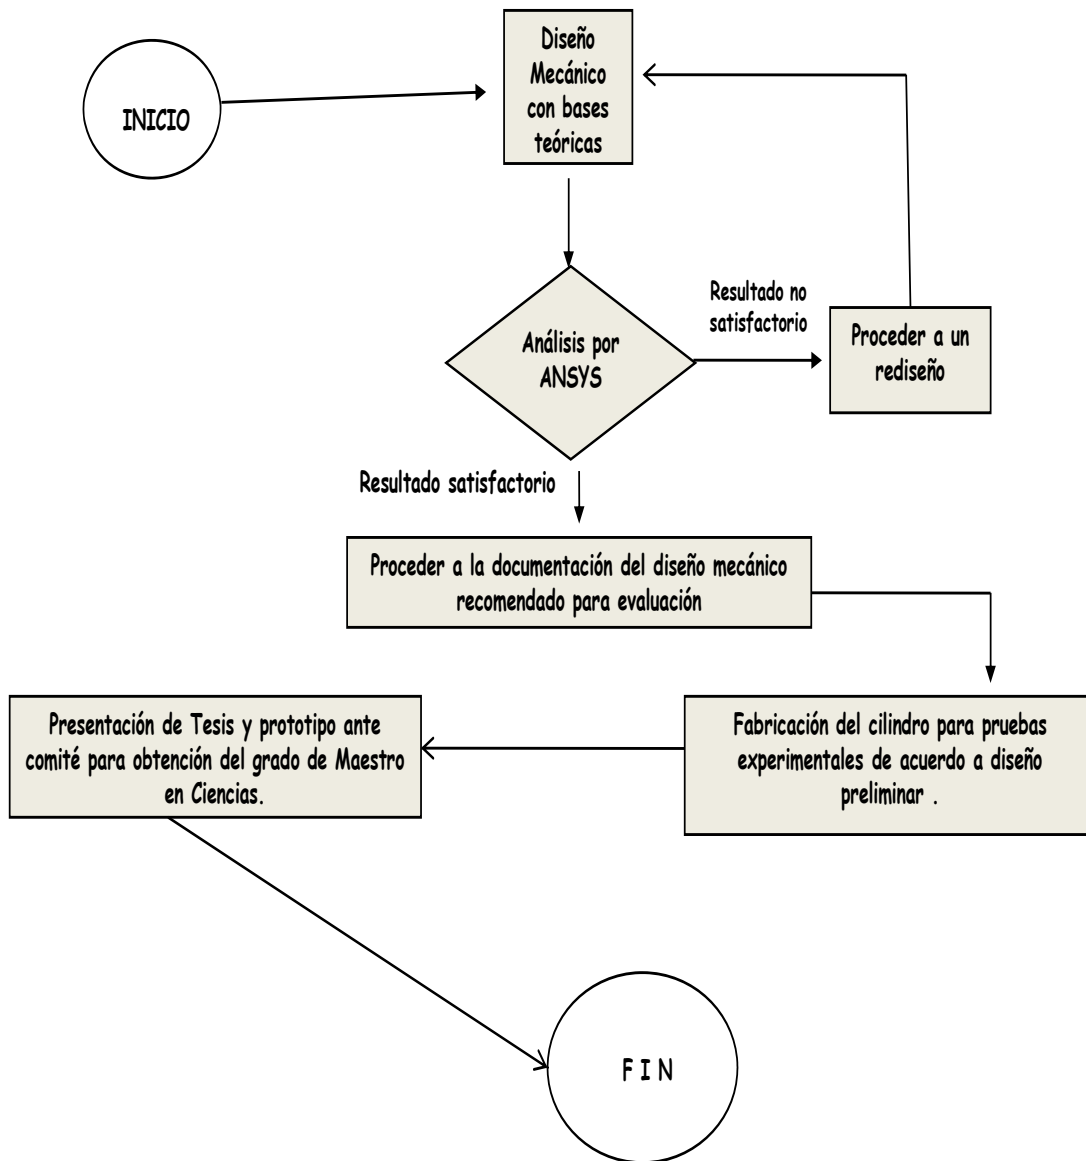 INICIO
Diseño
Mecánico
con bases
teóricas
Resultado no
satisfactorio
Análisis por
ANSYS
Proceder a un
rediseño
Resultado satisfactorio
Proceder a la documentación del diseño mecánico
recomendado para evaluación
Presentación de Tesis y prototipo ante
comité para obtención del grado de Maestro
en Ciencias.
Fabricación del cilindro para pruebas
experimentales de acuerdo a diseño
preliminar .
F I N